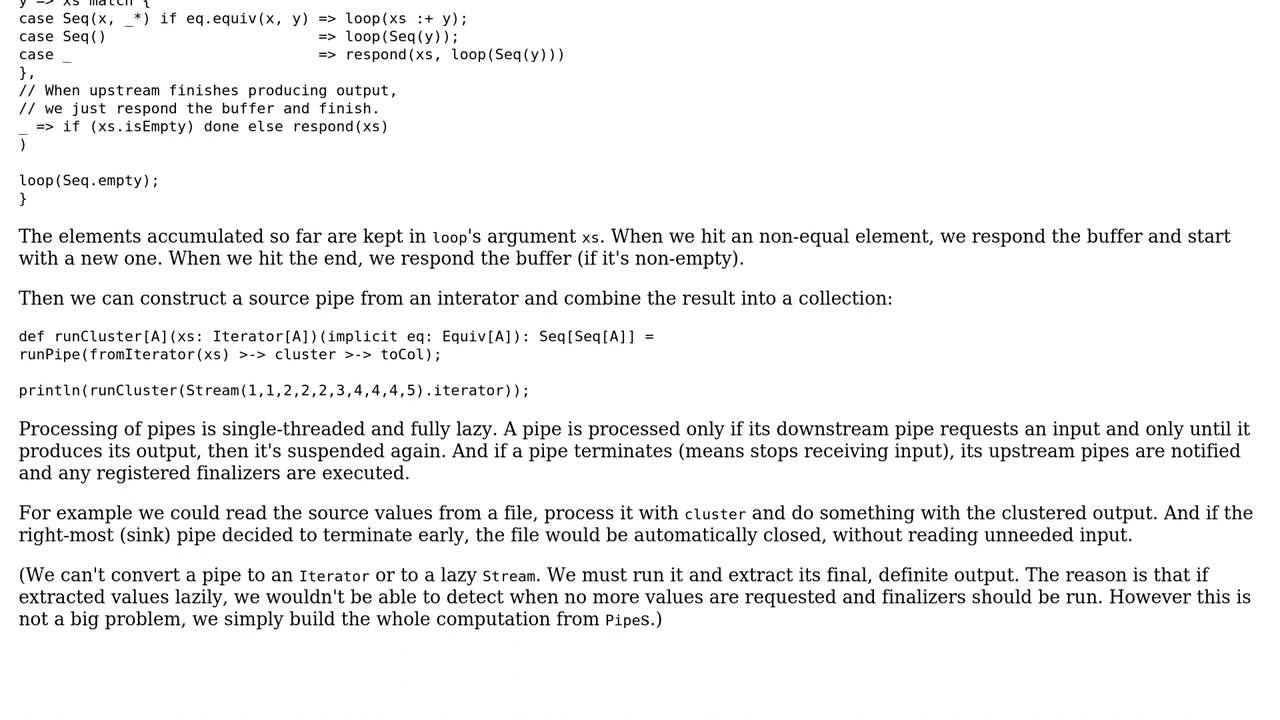 y => xs match {
case Seq(x, _*) if eq.equiv(x, y) => loop(xs :+ y);
case Seq()                            => loop(Seq(y));
case _                                => respond(xs, loop(Seq(y)))
},
// When upstream finishes producing output,
// we just respond the buffer and finish.
_ => if (xs.isEmpty) done else respond(xs)
)
loop(Seq.empty);
}
The elements accumulated so far are kept in loop's argument xs. When we hit an non-equal element, we respond the buffer and start
with a new one. When we hit the end, we respond the buffer (if it's non-empty).
Then we can construct a source pipe from an interator and combine the result into a collection:
def runCluster[A](xs: Iterator[A])(implicit eq: Equiv[A]): Seq[Seq[A]] =
runPipe(fromIterator(xs) >-> cluster >-> toCol);
println(runCluster(Stream(1,1,2,2,2,3,4,4,4,5).iterator));
Processing of pipes is single-threaded and fully lazy. A pipe is processed only if its downstream pipe requests an input and only until it
produces its output, then it's suspended again. And if a pipe terminates (means stops receiving input), its upstream pipes are notified
and any registered finalizers are executed.
For example we could read the source values from a file, process it with cluster and do something with the clustered output. And if the
right-most (sink) pipe decided to terminate early, the file would be automatically closed, without reading unneeded input.
(We can't convert a pipe to an Iterator or to a lazy Stream. We must run it and extract its final, definite output. The reason is that if
extracted values lazily, we wouldn't be able to detect when no more values are requested and finalizers should be run. However this is
not a big problem, we simply build the whole computation from Pipes.)